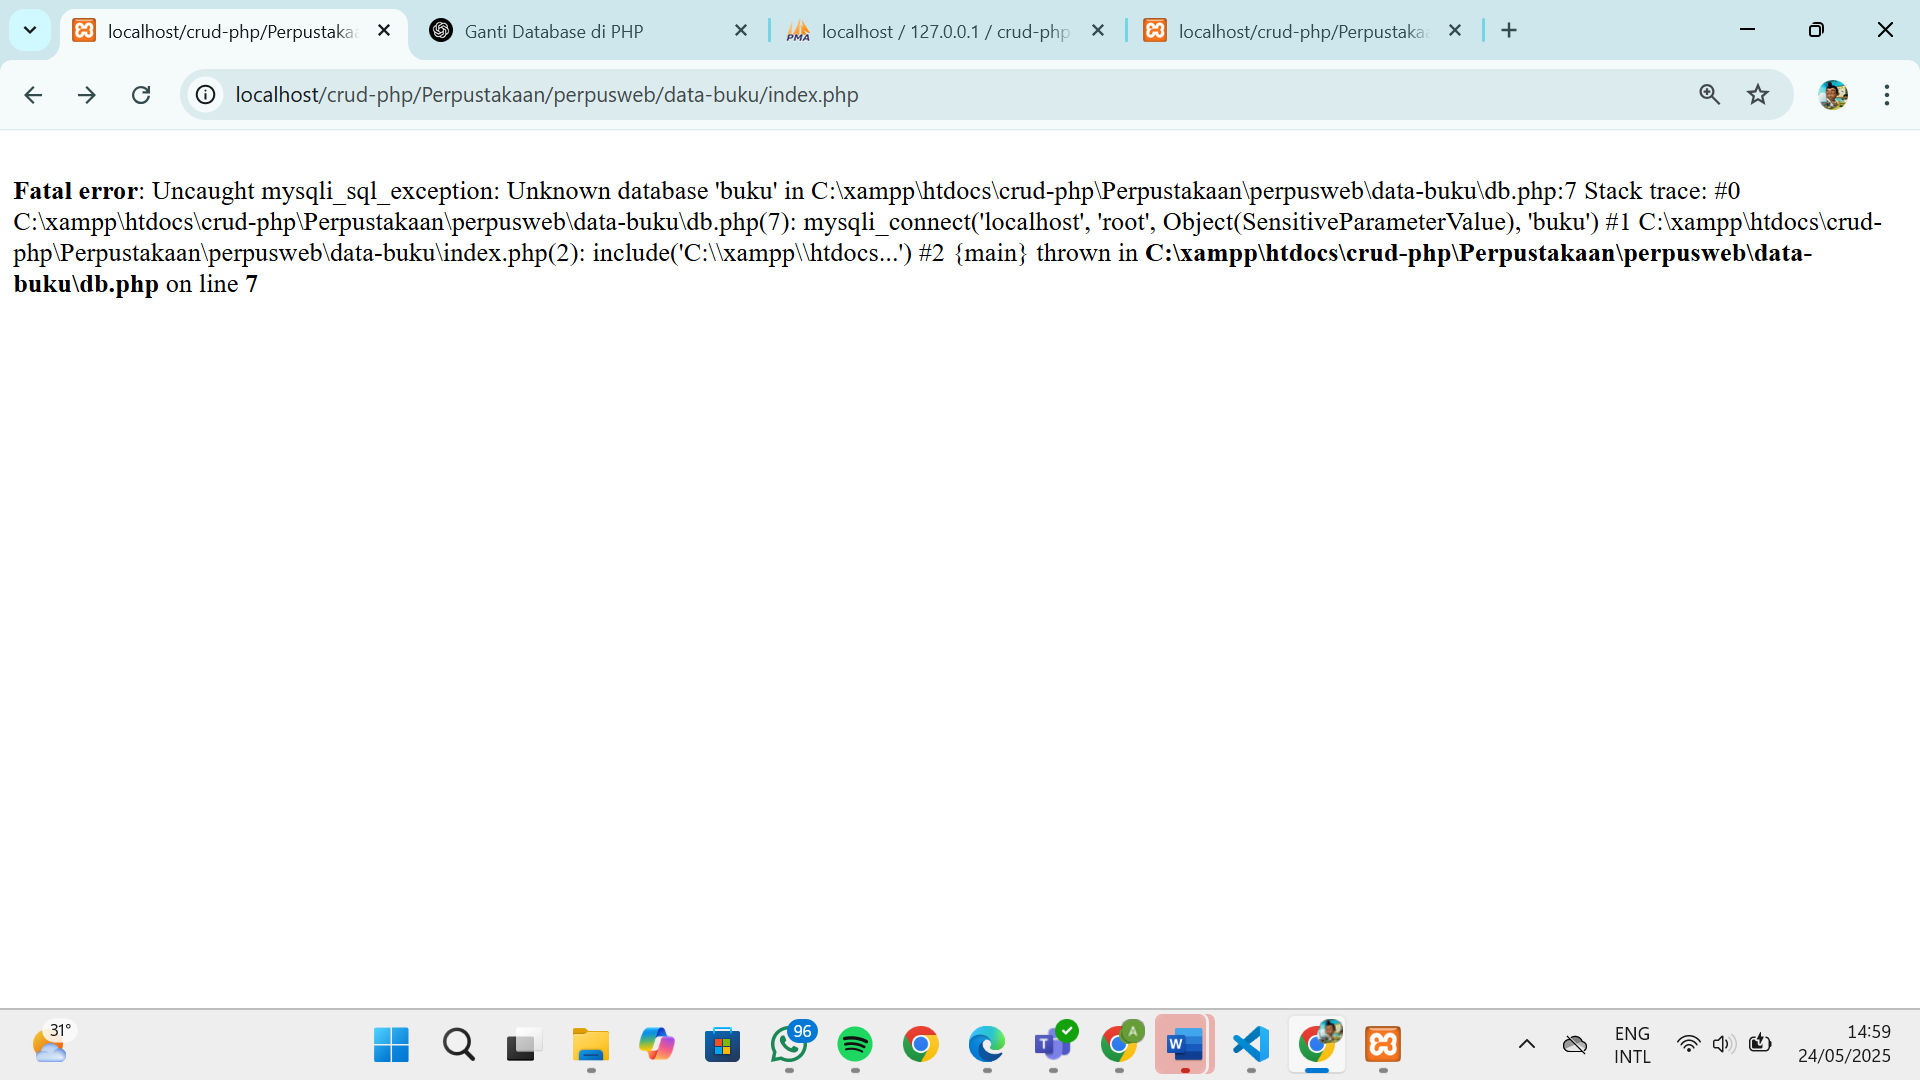 localhost/crud-php/Perpustaka
Ganti Database di PHP
PMA
localhost / 127.0.0.1 / crud-php
localhost/crud-php/Perpustaka
localhost/crud-php/Perpustakaan/perpusweb/data-buku/index.php
Fatal error: Uncaught mysqli_sql_exception: Unknown database 'buku' in C:\xampp\htdocs\crud-php\Perpustakaan\perpusweb\data-buku\db.php:7 Stack trace: #0
C:\xampp\htdocs\crud-php\Perpustakaan\perpusweb\data-buku\db.php(7): mysqli_connect('localhost', 'root', Object(SensitiveParameterValue), 'buku') #1 C:\xampp\htdocs\crud-
php\Perpustakaan\perpusweb\data-buku\index.php(2): include('C:\\xampp\\htdocs...') #2 {main} thrown in C:\xampp\htdocs\crud-php\Perpustakaan\perpusweb\data-
buku\db.php on line 7
31°
96
T
A
W
ENG
INTL
14:59
24/05/2025